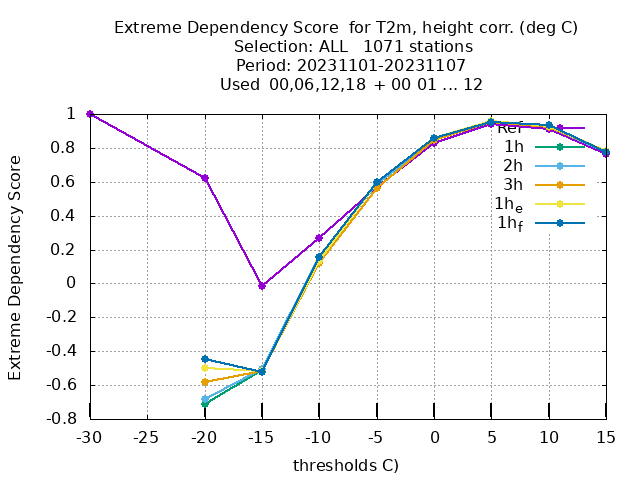 Extreme Dependency Score  for T2m, height corr. (deg C)
Selection: ALL   1071 stations
Period: 20231101-20231107
Used  00,06,12,18  + 00 01 ... 12
Extreme Dependency Score
1
0.8
0.6
0.4
0.2
0
-0.2
-0.4
-0.6
-0.8
Ref
1h
2h
3h
1h_e
1h_f
-30 -25 -20 -15 -10 -5 0 5 10 15
thresholds C)